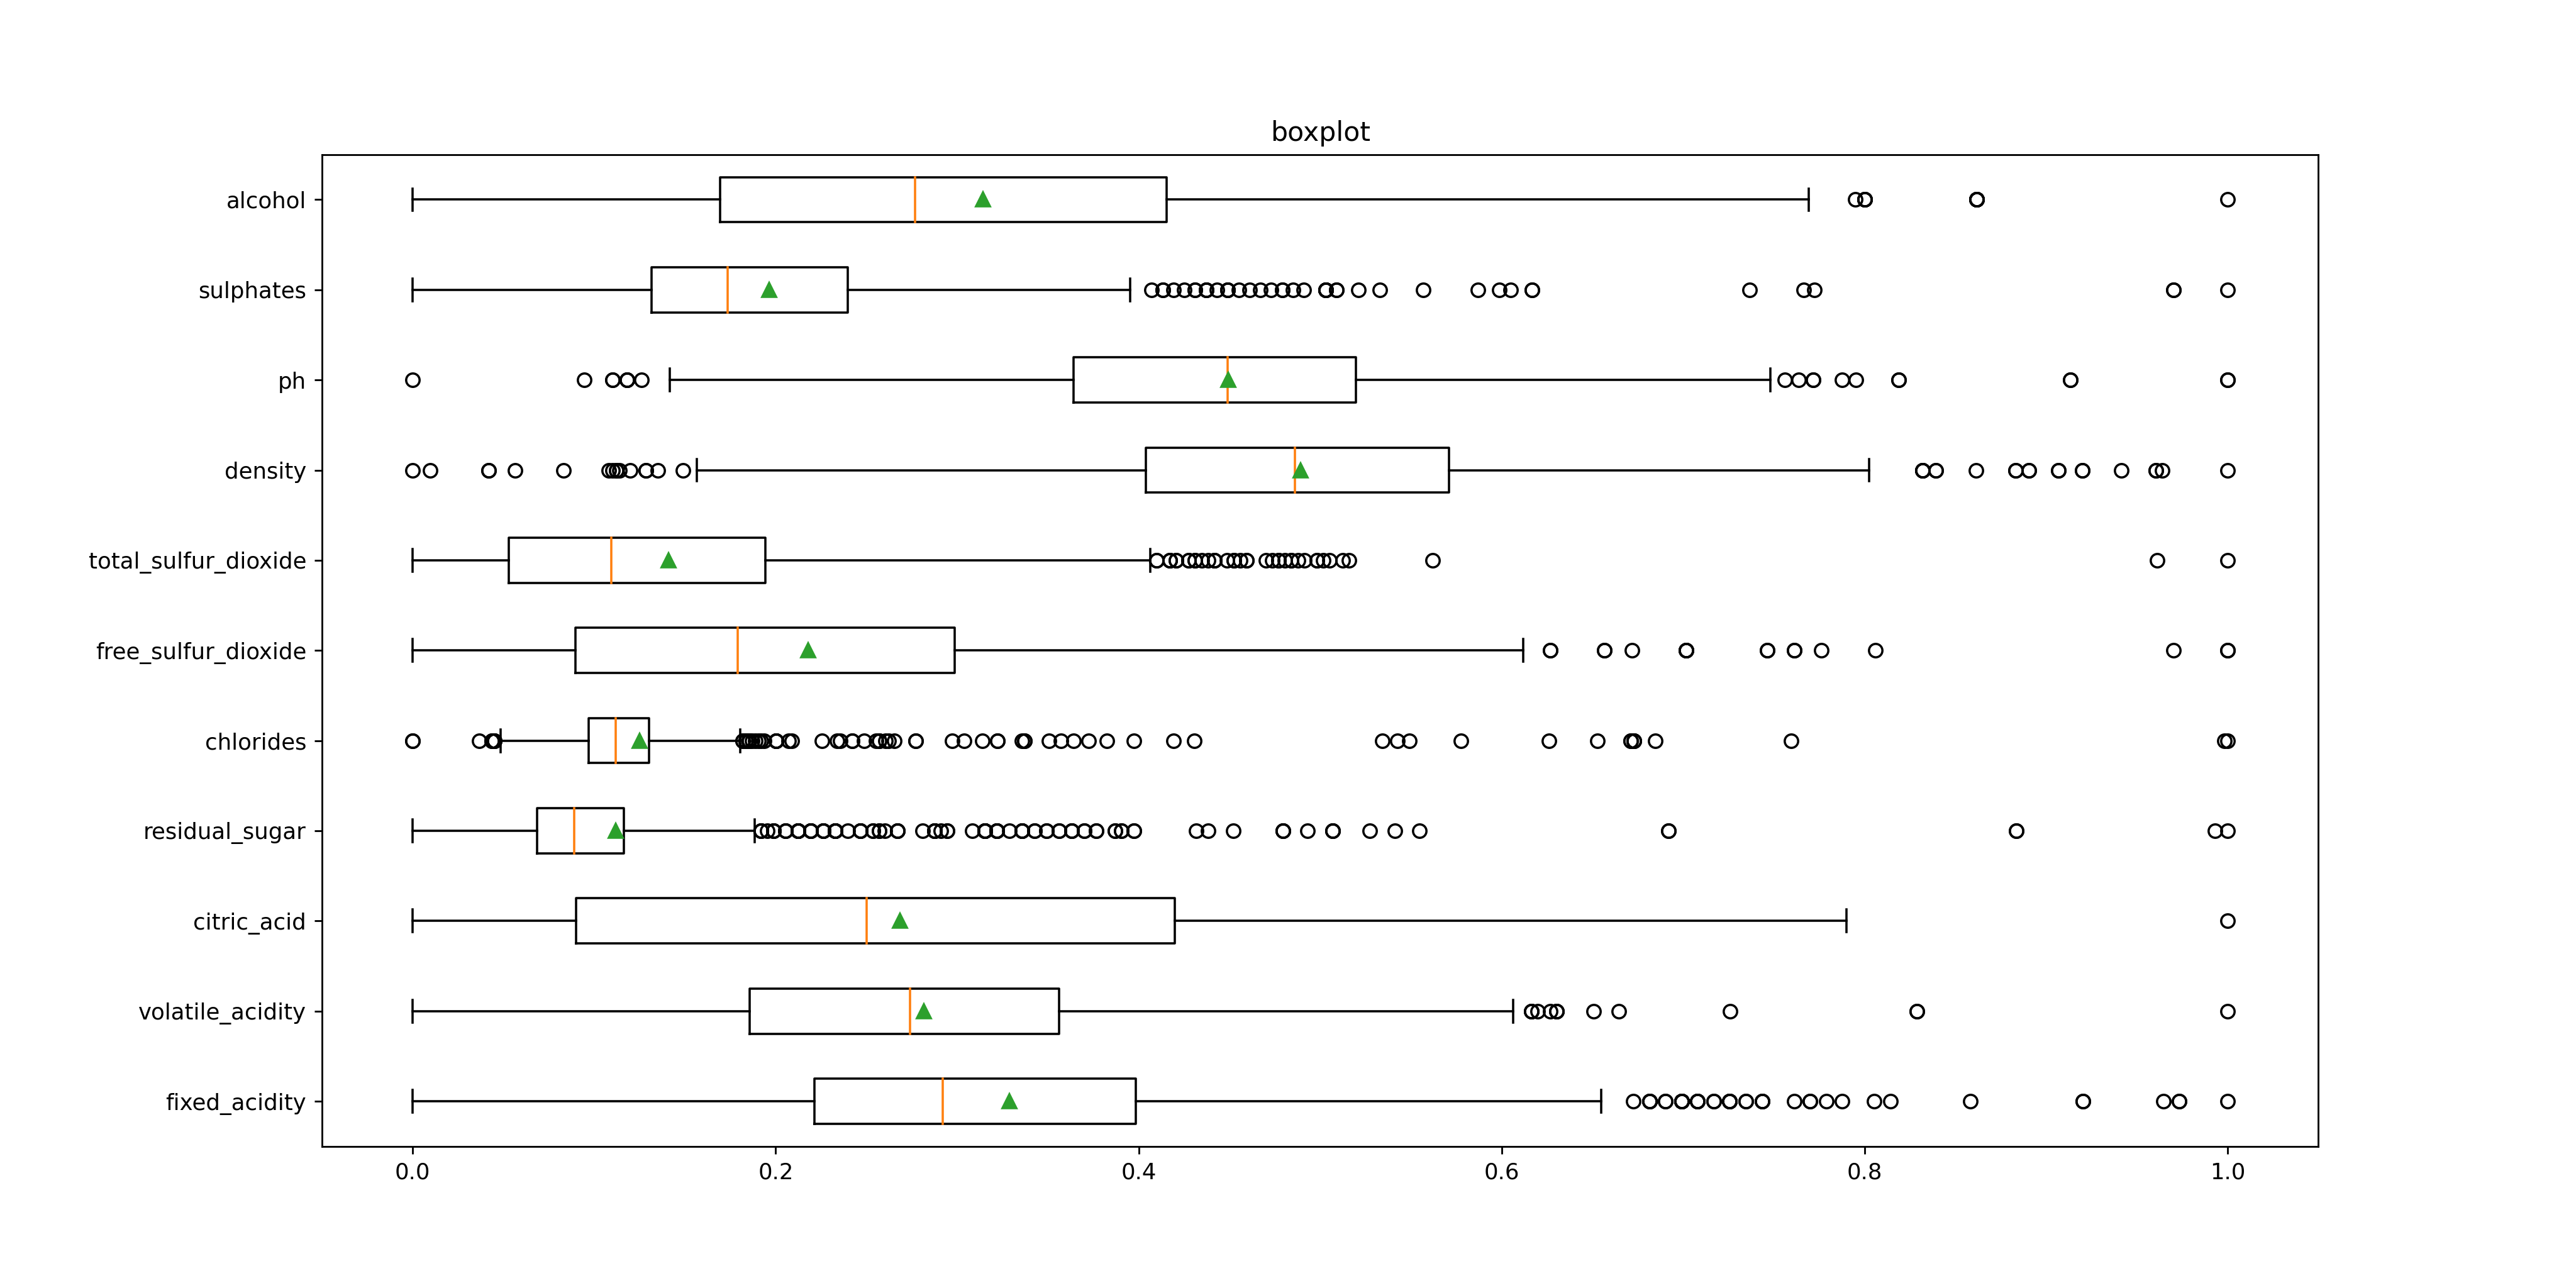 boxplot
alcohol
sulphates
ph
density
total_sulfur_dioxide
free_sulfur_dioxide
chlorides
residual_sugar
citric_acid
volatile_acidity
fixed_acidity
0.0 0.2 0.4 0.6 0.8 1.0